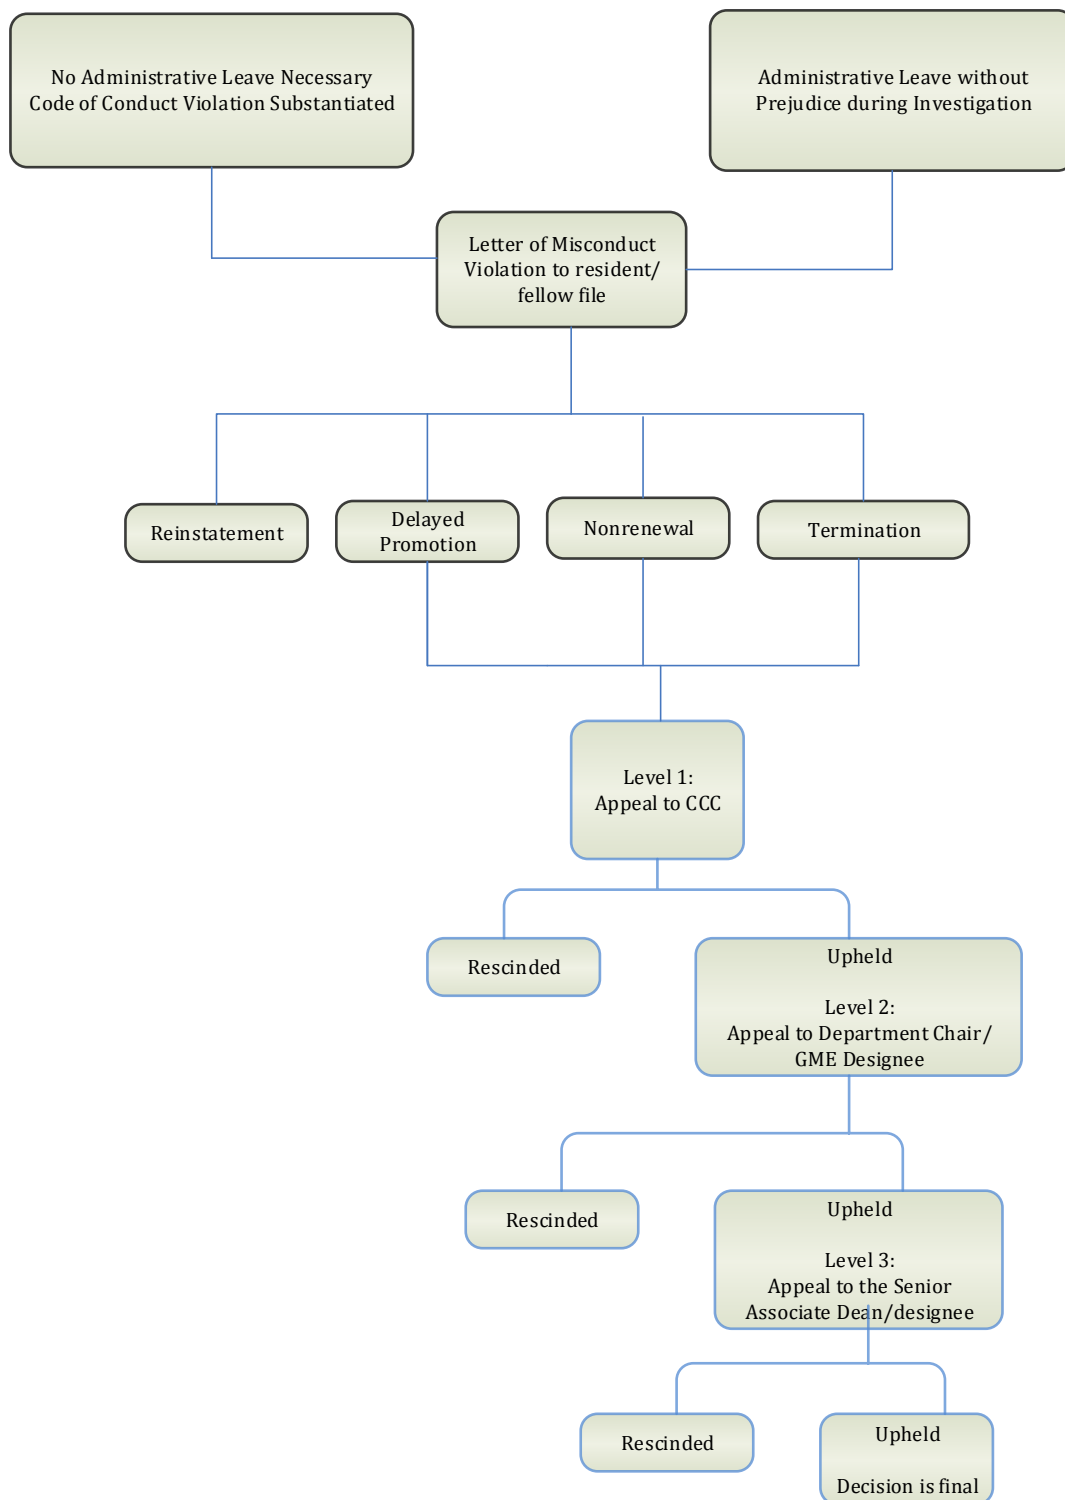 No Administrative Leave Necessary
Code of Conduct Violation Substantiated
Administrative Leave without
Prejudice during Investigation
Letter of Misconduct
Violation to resident/
fellow file
Reinstatement
Delayed
Promotion
Nonrenewal
Termination
Level 1:
Appeal to CCC
Rescinded
Upheld
Level 2:
Appeal to Department Chair/
GME Designee
Rescinded
Upheld
Level 3:
Appeal to the Senior
Associate Dean/designee
Rescinded
Upheld
Decision is final